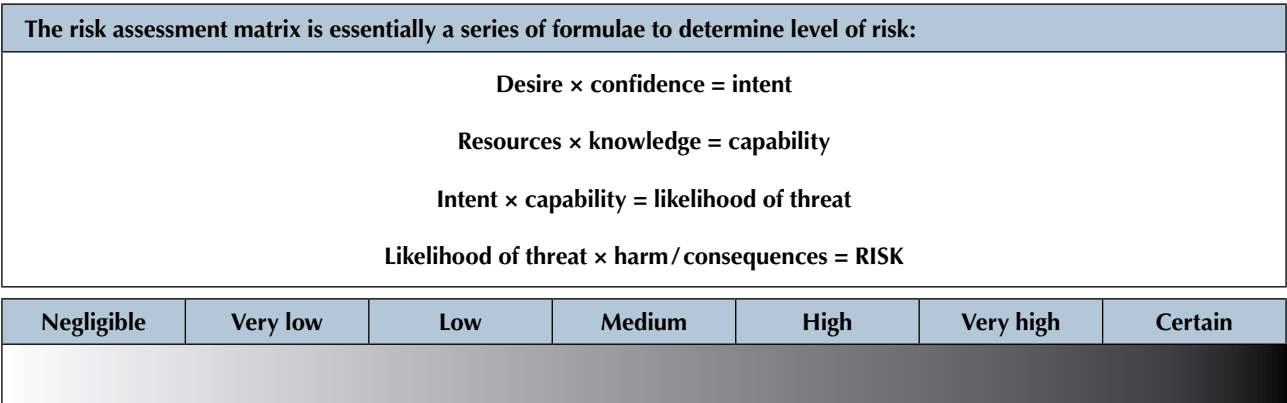 The risk assessment matrix is essentially a series of formulae to determine level of risk:
Desire × confidence = intent
Resources × knowledge = capability
Intent × capability = likelihood of threat
Likelihood of threat × harm/consequences = RISK
Negligible Very low Low Medium High Very high Certain